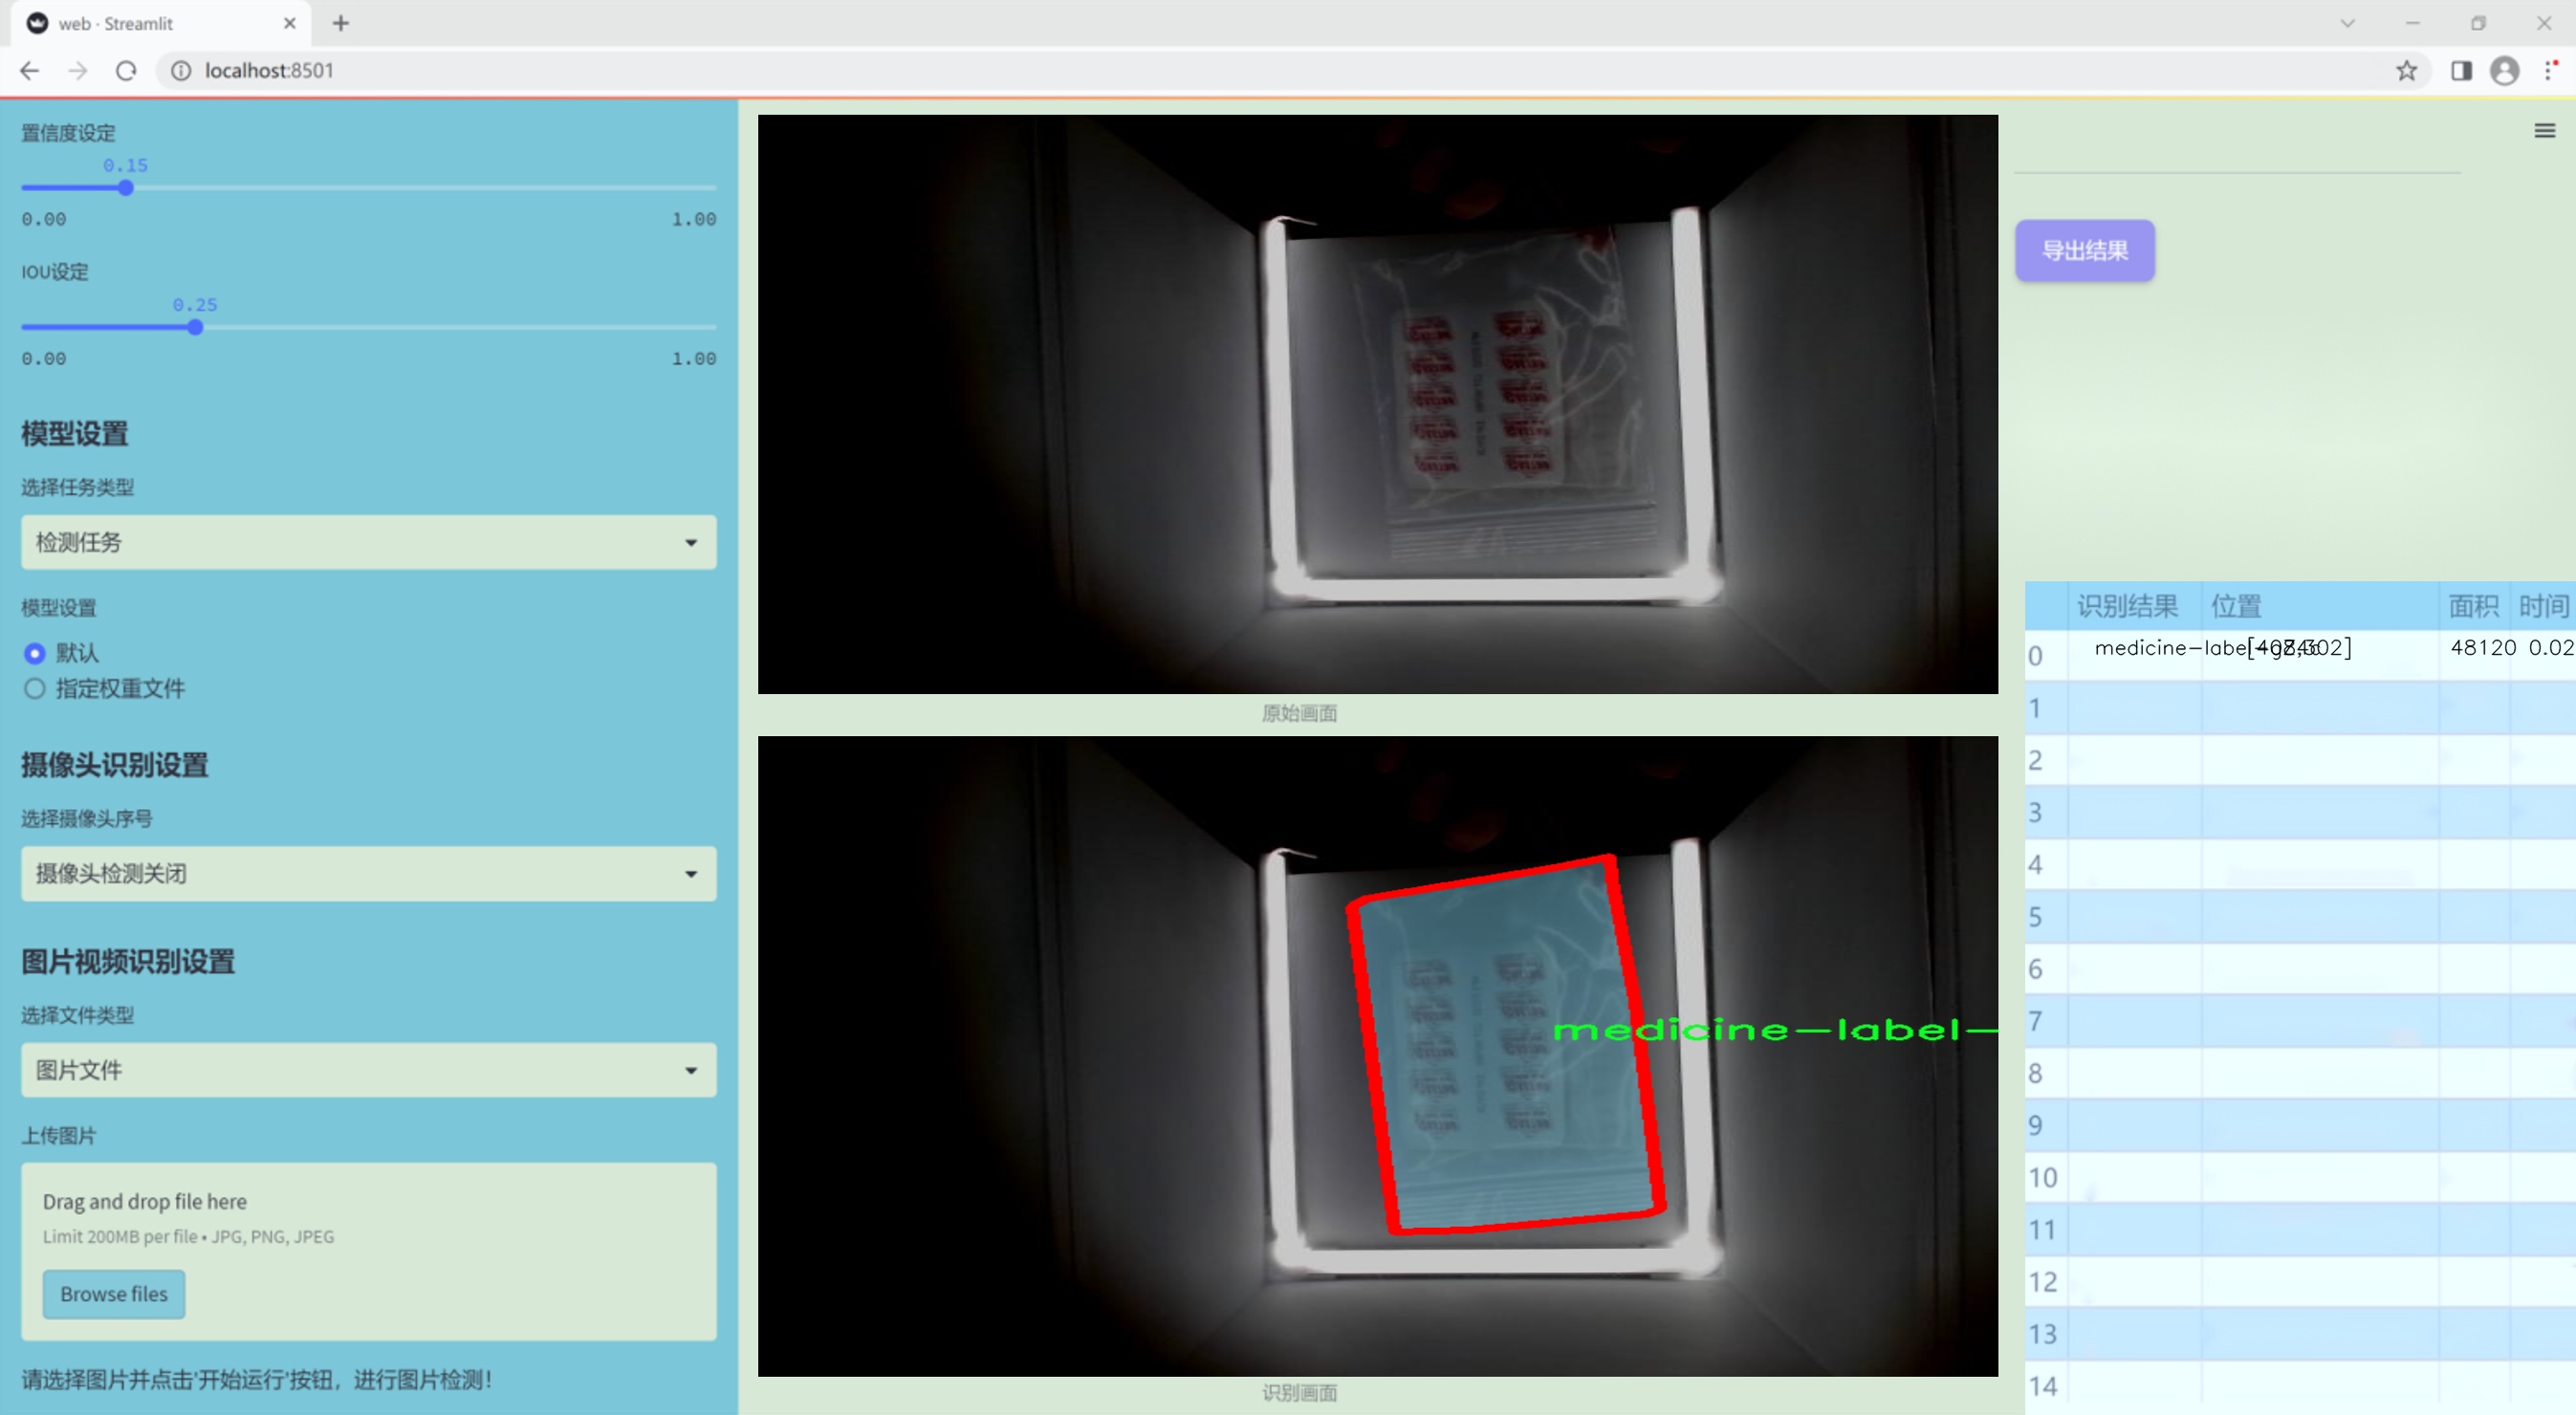 web · Streamlit
localhost:8501
置信度设定
0.15
0.00 1.00
IOU设定
0.25
0.00 1.00
模型设置
选择任务类型
检测任务
模型设置
默认
指定权重文件
摄像头识别设置
选择摄像头序号
摄像头检测关闭
图片视频识别设置
选择文件类型
图片文件
上传图片
Drag and drop file here
Limit 200MB per file • JPG, PNG, JPEG
Browse files
请选择图片并点击'开始运行'按钮，进行图片检测！
原始画面
medicine-label-
识别画面
导出结果
识别结果 位置 面积 时间
0 medicine-label 48120 0.02
1
2
3
4
5
6
7
8
9
10
11
12
13
14